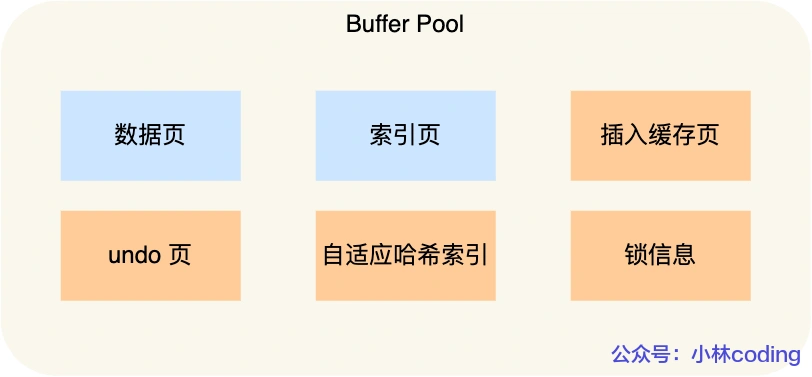 Buffer Pool
数据页
索引页
插入缓存页
undo 页
自适应哈希索引
锁信息
公众号：小林coding